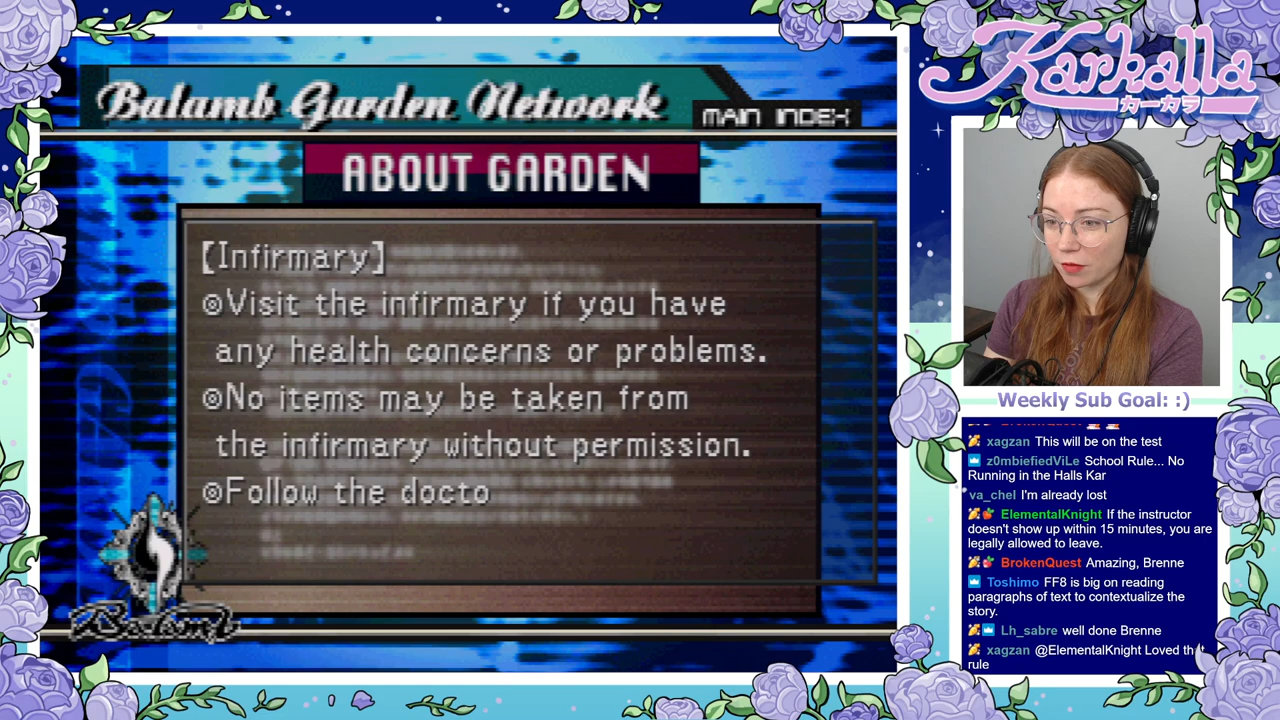 Balamb Garden Network
MAIN INDEX
ABOUT GARDEN
[Infirmary]
◎Visit the infirmary if you have
any health concerns or problems.
◎No items may be taken from
the infirmary without permission.
◎Follow the docto
Balamb
Karkalla
カーカラ
Weekly Sub Goal: :)
xagzan This will be on the test
z0mbiefiedViLe School Rule... No
Running in the Halls Kar
va_chel I'm already lost
ElementalKnight If the instructor
doesn't show up within 15 minutes, you are
legally allowed to leave.
BrokenQuest Amazing, Brenne
Toshimo FF8 is big on reading
paragraphs of text to contextualize the
story.
Lh_sabre well done Brenne
xagzan @ElementalKnight Loved that
rule